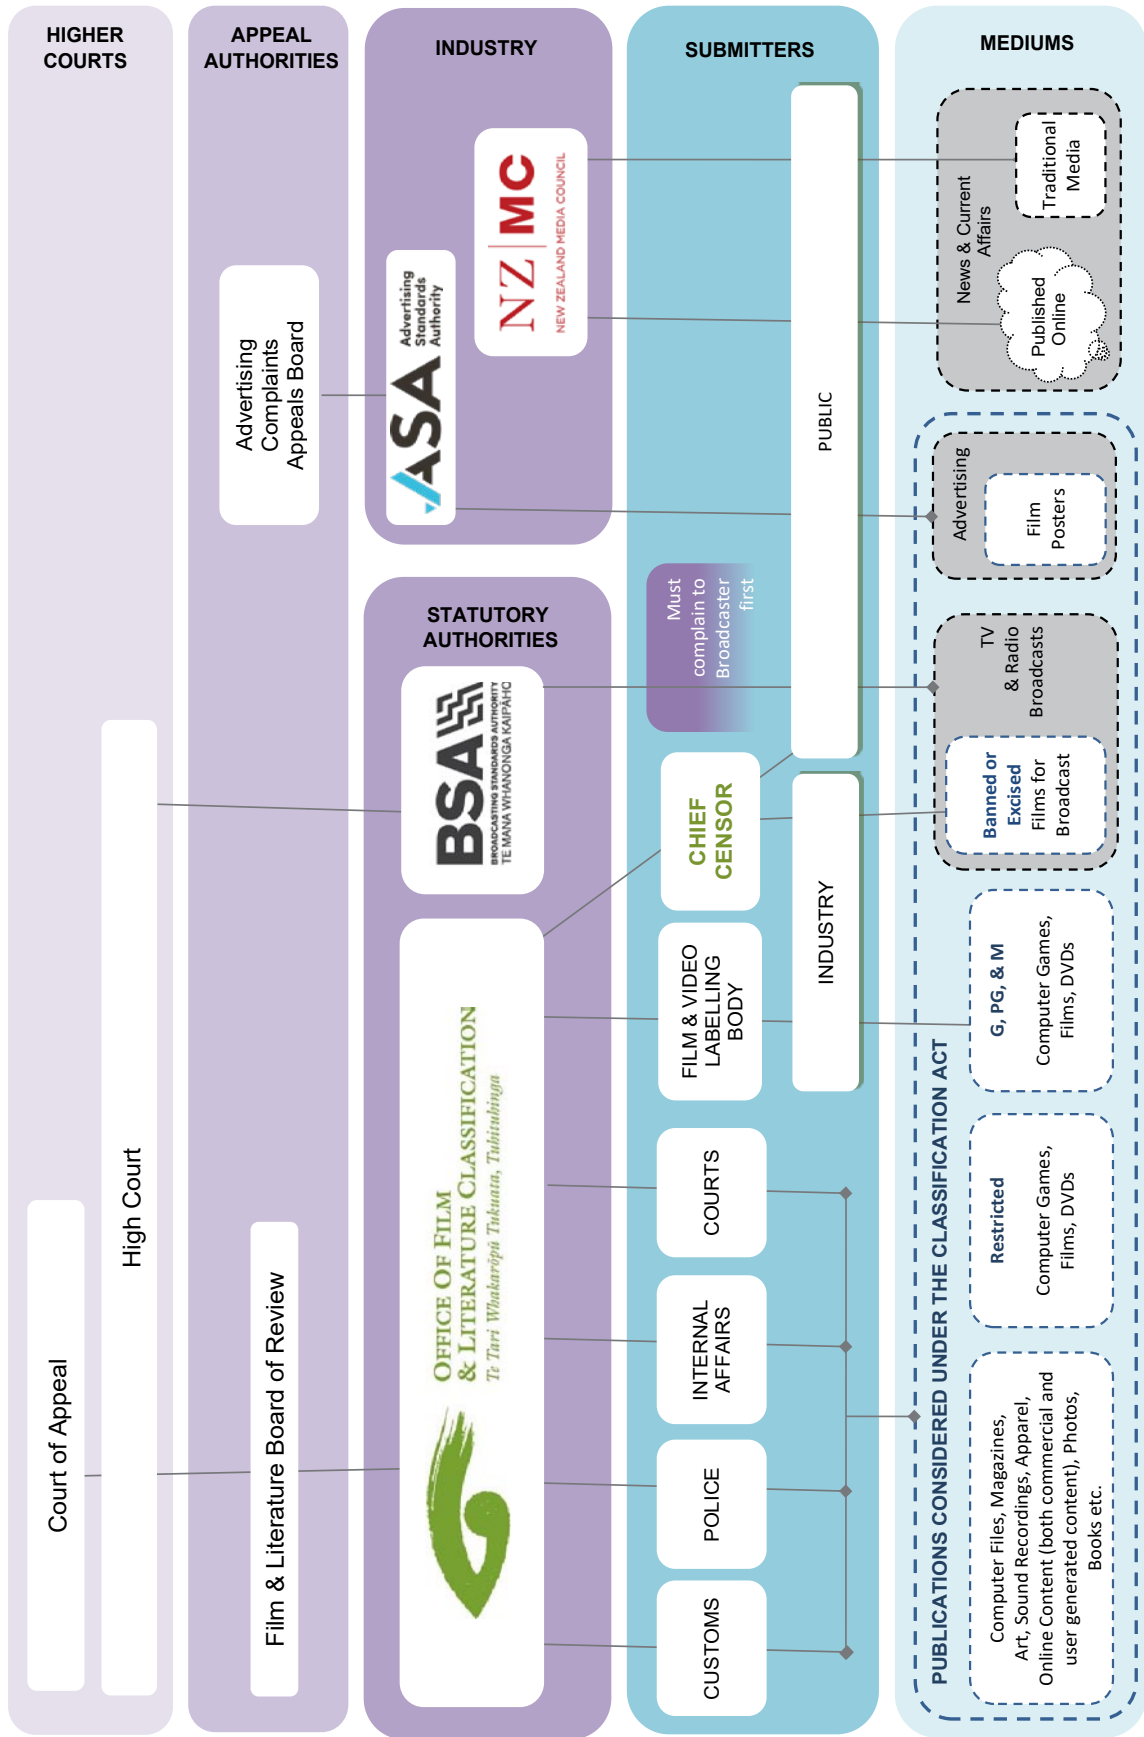 HIGHER
COURTS
Court of Appeal
High Court
APPEAL
AUTHORITIES
Advertising
Complaints
Appeals Board
Film & Literature Board of Review
INDUSTRY
ASA
Advertising
Standards
Authority
NZ MC
NEW ZEALAND MEDIA COUNCIL
STATUTORY
AUTHORITIES
BSA
BROADCASTING STANDARDS AUTHORITY
TE MANA WHANONGA KAIPĀHO
OFFICE OF FILM
& LITERATURE CLASSIFICATION
Te Tari Whakarōpū Tukuata, Tuhituhinga
SUBMITTERS
CUSTOMS
POLICE
INTERNAL
AFFAIRS
COURTS
FILM & VIDEO
LABELLING
BODY
CHIEF
CENSOR
Must
complain to
Broadcaster
first
INDUSTRY
PUBLIC
MEDIUMS
PUBLICATIONS CONSIDERED UNDER THE CLASSIFICATION ACT
Computer Files, Magazines,
Art, Sound Recordings, Apparel,
Online Content (both commercial and
user generated content), Photos,
Books etc.
Restricted
Computer Games,
Films, DVDs
G, PG, & M
Computer Games,
Films, DVDs
Banned or
Excised
Films for
Broadcast
TV
& Radio
Broadcasts
Advertising
Film
Posters
News & Current
Affairs
Published
Online
Traditional
Media